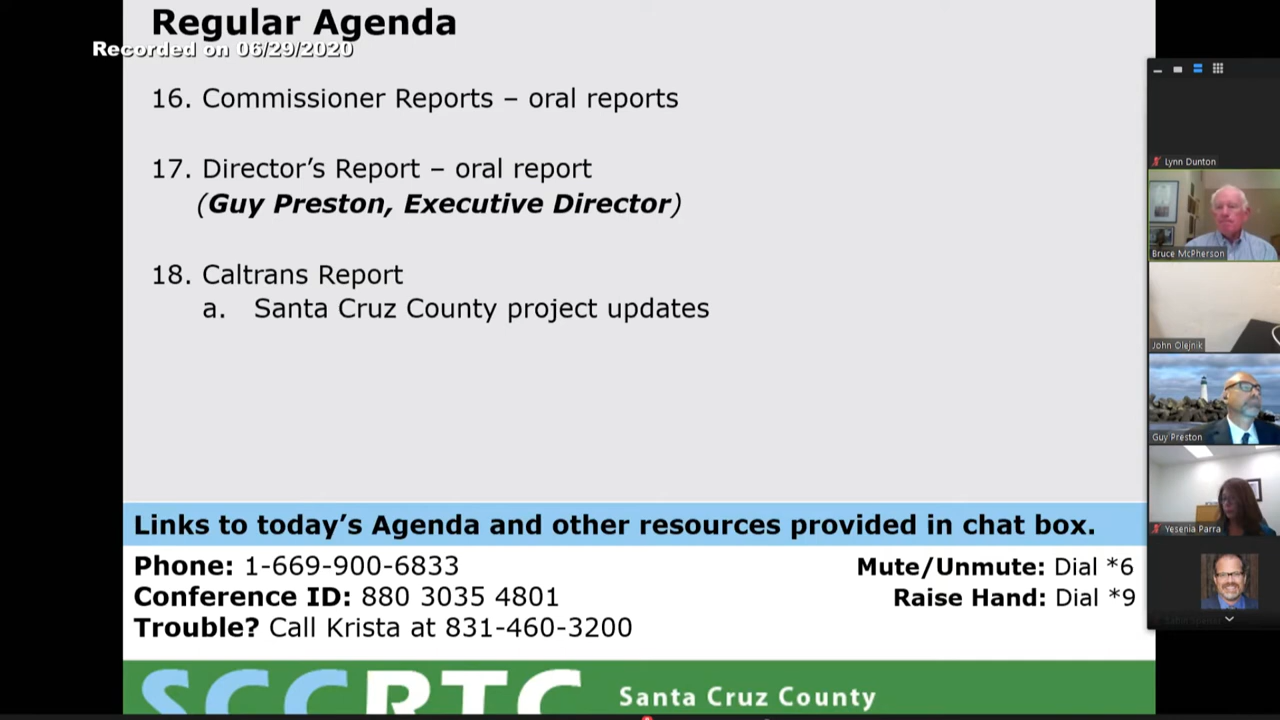 Regular Agenda
Recorded on 06/29/2020
16. Commissioner Reports – oral reports
17. Director’s Report – oral report
(Guy Preston, Executive Director)
18. Caltrans Report
a. Santa Cruz County project updates
Links to today’s Agenda and other resources provided in chat box.
Phone: 1-669-900-6833
Mute/Unmute: Dial *6
Conference ID: 880 3035 4801
Raise Hand: Dial *9
Trouble? Call Krista at 831-460-3200
SCCRTC
Santa Cruz County
Lynn Dunton
Bruce McPherson
John Olejnik
Guy Preston
Yesenia Parra